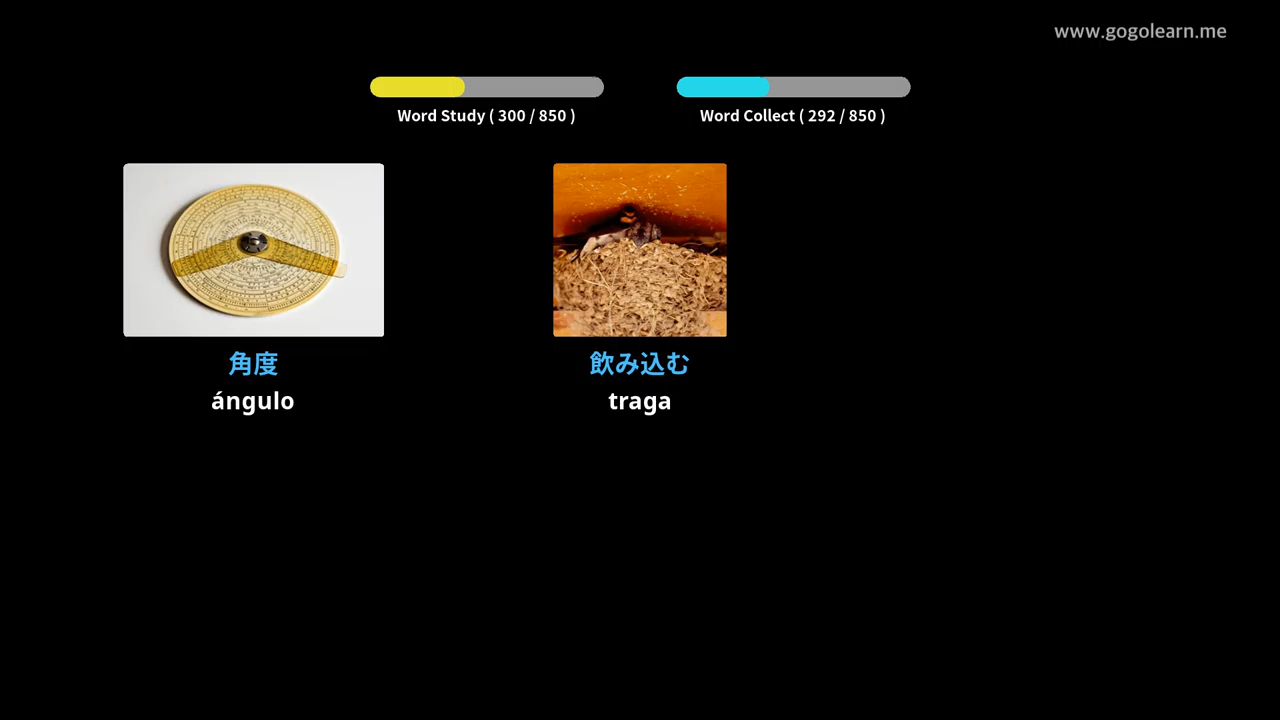 www.gogolearn.me
Word Study ( 300 / 850 )
Word Collect ( 292 / 850 )
角度
ángulo
飲み込む
traga